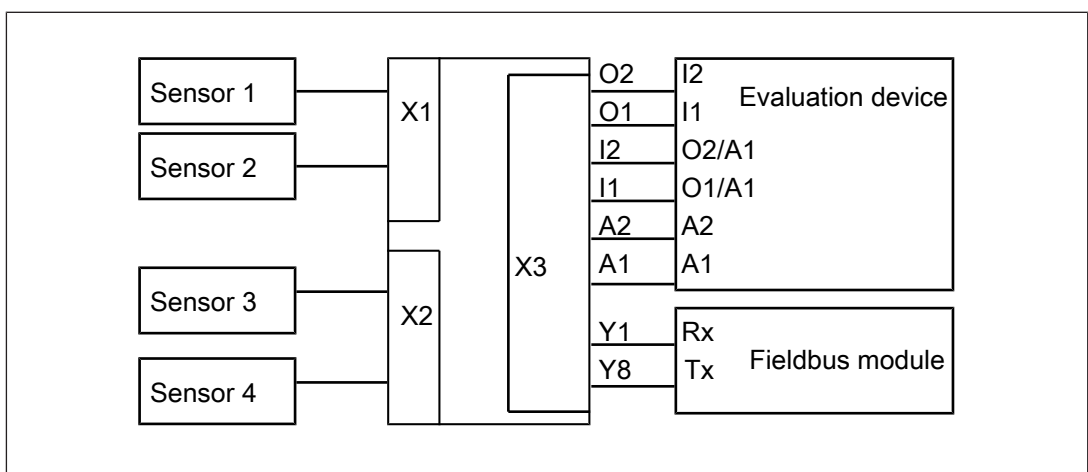 Sensor 1
Sensor 2
Sensor 3
Sensor 4
X1
X2
X3
O2 I2
O1 I1
I2 O2/A1
I1 O1/A1
A2 A2
A1 A1
Evaluation device
Y1 Rx
Y8 Tx
Fieldbus module